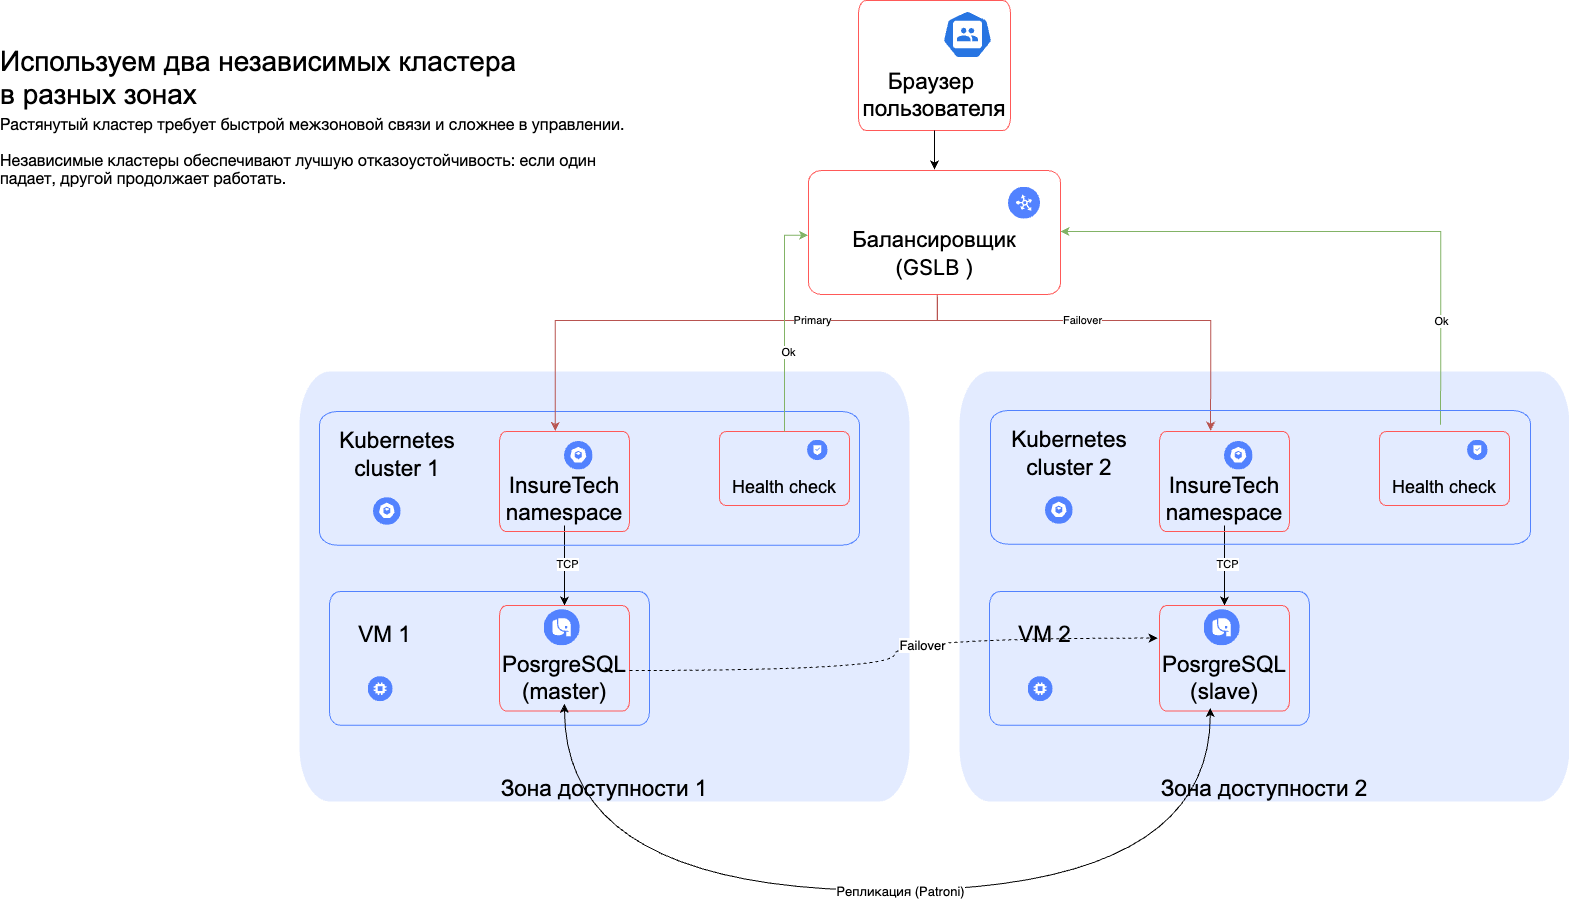 Используем два независимых кластера
в разных зонах
Растянутый кластер требует быстрой межзоновой связи и сложнее в управлении.
Независимые кластеры обеспечивают лучшую отказоустойчивость: если один
падает, другой продолжает работать.
Браузер
пользователя
Балансировщик
(GSLB )
Primary
Failover
Ok
Ok
Kubernetes
cluster 1
InsureTech
namespace
Health check
Kubernetes
cluster 2
InsureTech
namespace
Health check
TCP
TCP
VM 1
PosrgreSQL
(master)
Failover
VM 2
PosrgreSQL
(slave)
Зона доступности 1
Зона доступности 2
Репликация (Patroni)